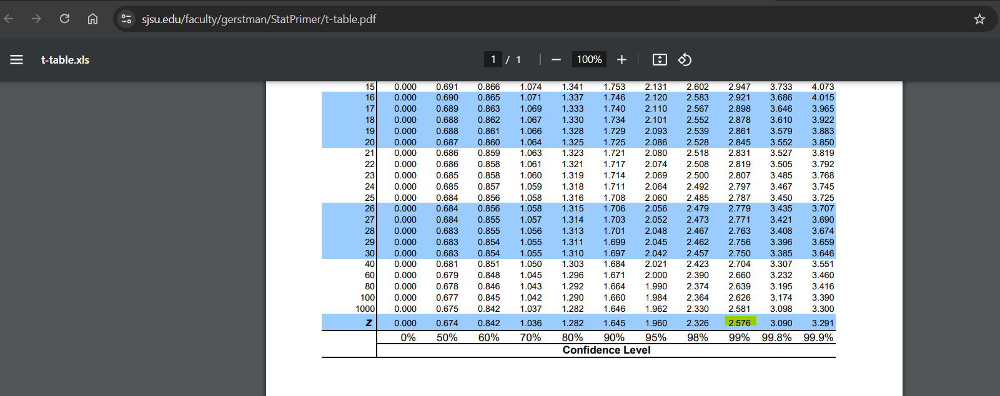 sjsu.edu/faculty/gerstman/StatPrimer/t-table.pdf
t-table.xls 1 / 1 100%
15 0.000 0.691 0.866 1.074 1.341 1.753 2.131 2.602 2.947 3.733 4.073
16 0.000 0.690 0.865 1.071 1.337 1.746 2.120 2.583 2.921 3.686 4.015
17 0.000 0.689 0.863 1.069 1.333 1.740 2.110 2.567 2.898 3.646 3.965
18 0.000 0.688 0.862 1.067 1.330 1.734 2.101 2.552 2.878 3.610 3.922
19 0.000 0.688 0.861 1.066 1.328 1.729 2.093 2.539 2.861 3.579 3.883
20 0.000 0.687 0.860 1.064 1.325 1.725 2.086 2.528 2.845 3.552 3.850
21 0.000 0.686 0.859 1.063 1.323 1.721 2.080 2.518 2.831 3.527 3.819
22 0.000 0.686 0.858 1.061 1.321 1.717 2.074 2.508 2.819 3.505 3.792
23 0.000 0.685 0.858 1.060 1.319 1.714 2.069 2.500 2.807 3.485 3.768
24 0.000 0.685 0.857 1.059 1.318 1.711 2.064 2.492 2.797 3.467 3.745
25 0.000 0.684 0.856 1.058 1.316 1.708 2.060 2.485 2.787 3.450 3.725
26 0.000 0.684 0.856 1.058 1.315 1.706 2.056 2.479 2.779 3.435 3.707
27 0.000 0.684 0.855 1.057 1.314 1.703 2.052 2.473 2.771 3.421 3.690
28 0.000 0.683 0.855 1.056 1.313 1.701 2.048 2.467 2.763 3.408 3.674
29 0.000 0.683 0.854 1.055 1.311 1.699 2.045 2.462 2.756 3.396 3.659
30 0.000 0.683 0.854 1.055 1.310 1.697 2.042 2.457 2.750 3.385 3.646
40 0.000 0.681 0.851 1.050 1.303 1.684 2.021 2.423 2.704 3.307 3.551
60 0.000 0.679 0.848 1.045 1.296 1.671 2.000 2.390 2.660 3.232 3.460
80 0.000 0.678 0.846 1.043 1.292 1.664 1.990 2.374 2.639 3.195 3.416
100 0.000 0.677 0.845 1.042 1.290 1.660 1.984 2.364 2.626 3.174 3.390
1000 0.000 0.675 0.842 1.037 1.282 1.646 1.962 2.330 2.581 3.098 3.300
z 0.000 0.674 0.842 1.036 1.282 1.645 1.960 2.326 2.576 3.090 3.291
0% 50% 60% 70% 80% 90% 95% 98% 99% 99.8% 99.9%
Confidence Level